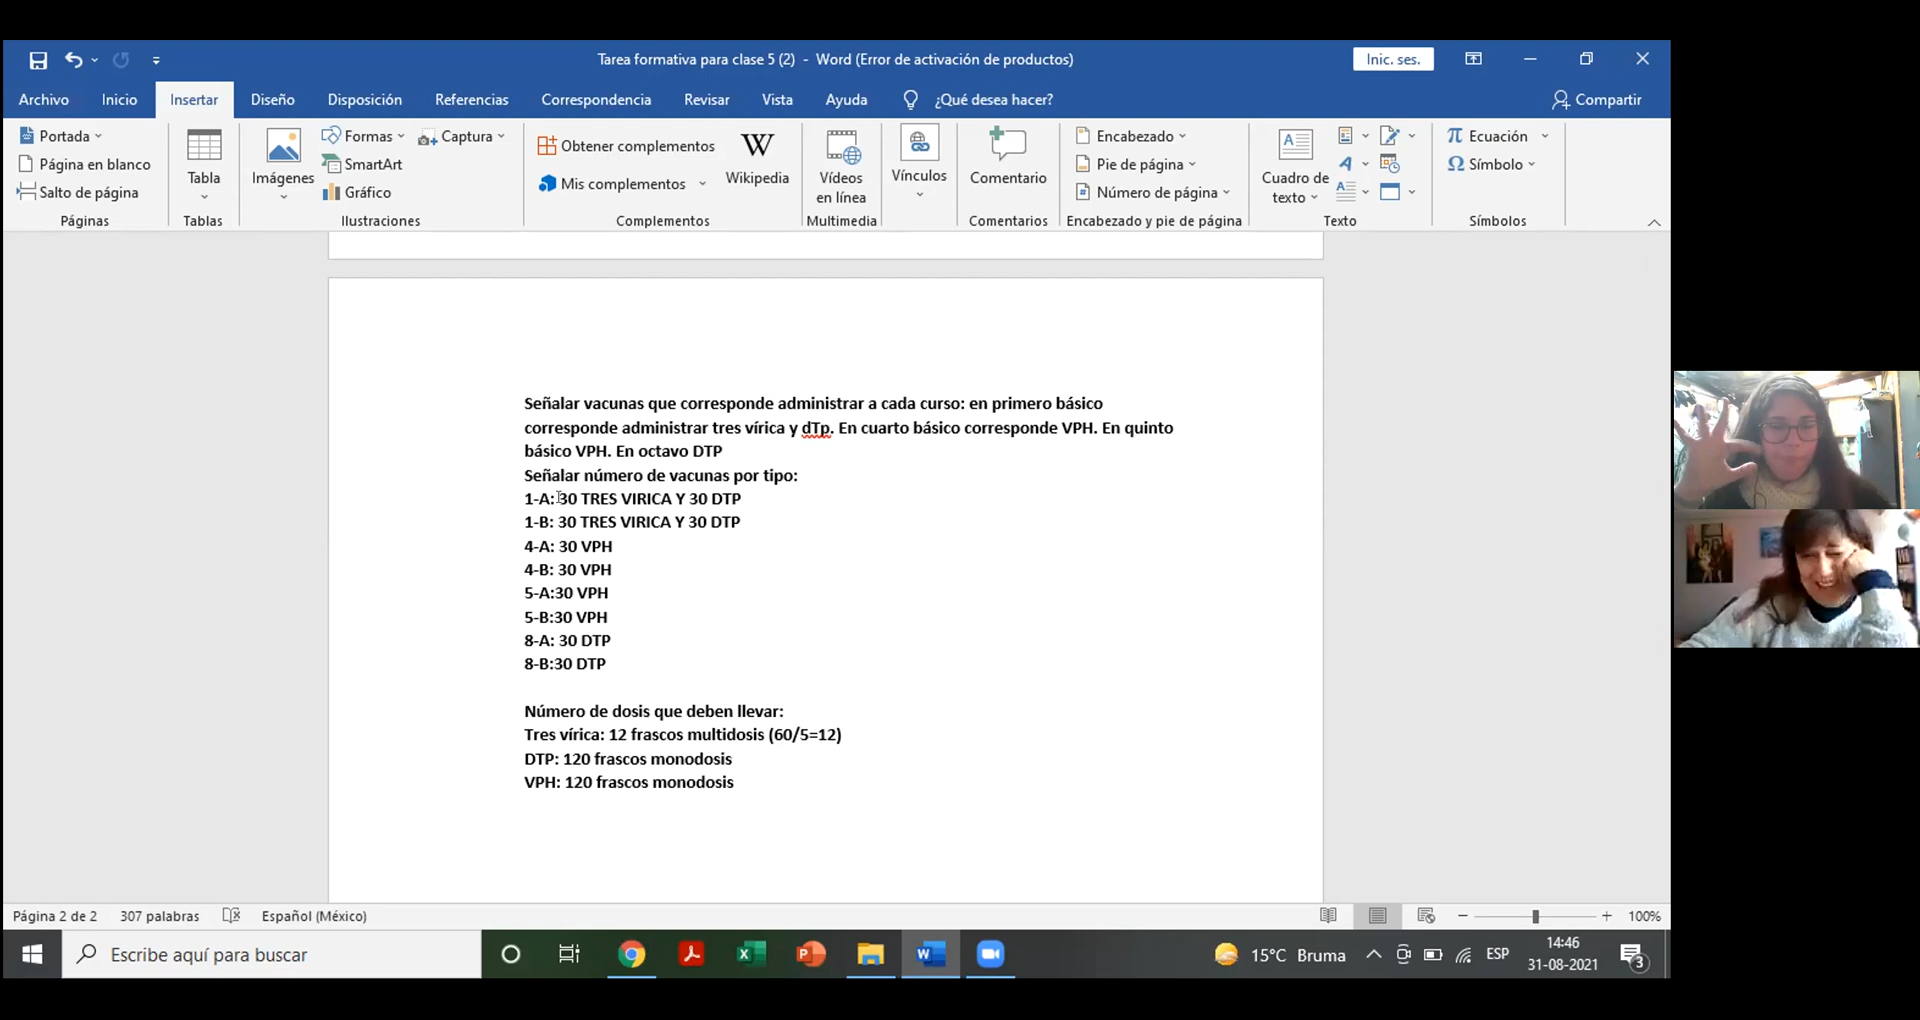 Tarea formativa para clase 5 (2) - Word (Error de activación de productos)
Inic. ses.
Archivo Inicio Insertar Diseño Disposición Referencias Correspondencia Revisar Vista Ayuda ¿Qué desea hacer? Compartir
Portada
Página en blanco
Salto de página
Páginas
Tabla
Tablas
Imágenes
Formas
SmartArt
Gráfico
Captura
Ilustraciones
Obtener complementos
Mis complementos
Wikipedia
Complementos
Vídeos
en línea
Multimedia
Vínculos
Comentario
Comentarios
Encabezado
Pie de página
Número de página
Encabezado y pie de página
Cuadro de
texto
Texto
Ecuación
Símbolo
Símbolos
Señalar vacunas que corresponde administrar a cada curso: en primero básico
corresponde administrar tres vírica y dTp. En cuarto básico corresponde VPH. En quinto
básico VPH. En octavo DTP
Señalar número de vacunas por tipo:
1-A: 30 TRES VIRICA Y 30 DTP
1-B: 30 TRES VIRICA Y 30 DTP
4-A: 30 VPH
4-B: 30 VPH
5-A:30 VPH
5-B:30 VPH
8-A: 30 DTP
8-B:30 DTP
Número de dosis que deben llevar:
Tres vírica: 12 frascos multidosis (60/5=12)
DTP: 120 frascos monodosis
VPH: 120 frascos monodosis
Página 2 de 2 307 palabras Español (México) 100%
Escribe aquí para buscar
15°C Bruma
ESP
14:46
31-08-2021
3